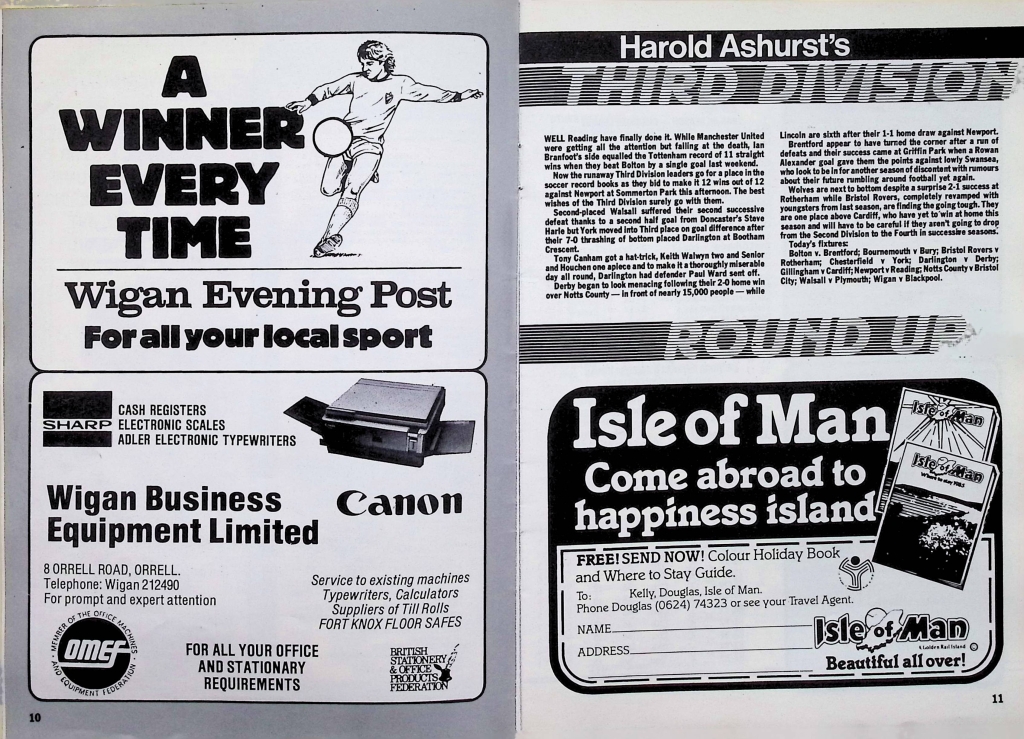 A
WINNER
EVERY
TIME
Wigan Evening Post
For all your local sport
SHARP
CASH REGISTERS
ELECTRONIC SCALES
ADLER ELECTRONIC TYPEWRITERS
Wigan Business
Equipment Limited
Canon
8 ORRELL ROAD, ORRELL.
Telephone: Wigan 212490
For prompt and expert attention
Service to existing machines
Typewriters, Calculators
Suppliers of Till Rolls
FORT KNOX FLOOR SAFES
MEMBER OF THE OFFICE MACHINES
AND EQUIPMENT FEDERATION
omef
FOR ALL YOUR OFFICE
AND STATIONARY
REQUIREMENTS
BRITISH
STATIONERY
& OFFICE
PRODUCTS
FEDERATION
10
Harold Ashurst's
THIRD DIVISION
WELL Reading have finally done it. While Manchester United
were getting all the attention but failing at the death, Ian
Branfoot's side equalled the Tottenham record of 11 straight
wins when they beat Bolton by a single goal last weekend.
Now the runaway Third Division leaders go for a place in the
soccer record books as they bid to make it 12 wins out of 12
against Newport at Sommerton Park this afternoon. The best
wishes of the Third Division surely go with them.
Second-placed Walsall suffered their second successive
defeat thanks to a second half goal from Doncaster's Steve
Harle but York moved into Third place on goal difference after
their 7-0 thrashing of bottom placed Darlington at Bootham
Crescent.
Tony Canham got a hat-trick, Keith Walwyn two and Senior
and Houchen one apiece and to make it a thoroughly miserable
day all round, Darlington had defender Paul Ward sent off.
Derby began to look menacing following their 2-0 home win
over Notts County — in front of nearly 15,000 people — while
Lincoln are sixth after their 1-1 home draw against Newport.
Brentford appear to have turned the corner after a run of
defeats and their success came at Griffin Park when a Rowan
Alexander goal gave them the points against lowly Swansea,
who look to be in for another season of discontent with rumours
about their future rumbling around football yet again.
Wolves are next to bottom despite a surprise 2-1 success at
Rotherham while Bristol Rovers, completely revamped with
youngsters from last season, are finding the going tough. They
are one place above Cardiff, who have yet to win at home this
season and will have to be careful if they aren't going to drop
from the Second Division to the Fourth in successive seasons.
Today's fixtures:
Bolton v. Brentford; Bournemouth v Bury; Bristol Rovers v
Rotherham; Chesterfield v York; Darlington v Derby;
Gillingham v Cardiff; Newport v Reading; Notts County v Bristol
City; Walsall v Plymouth; Wigan v Blackpool.
ROUND UP
Isle of Man
Come abroad to
happiness island
Isle of Man
Isle of Man
Where to stay 1985
FREE! SEND NOW! Colour Holiday Book
and Where to Stay Guide.
To: Kelly, Douglas, Isle of Man.
Phone Douglas (0624) 74323 or see your Travel Agent.
NAME
ADDRESS
Isle of Man
A Golden Rail Island
Beautiful all over!
11